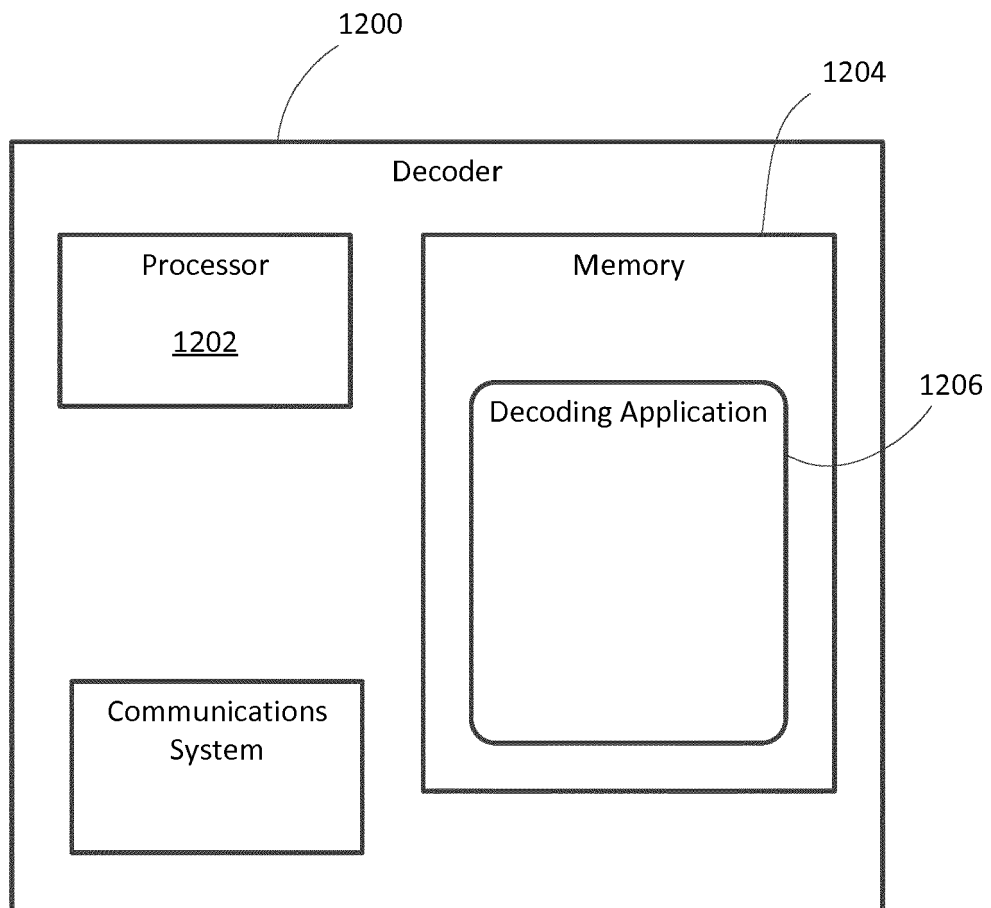 1200
1204
Decoder
Processor
1202
Memory
1206
Decoding Application
Communications
System